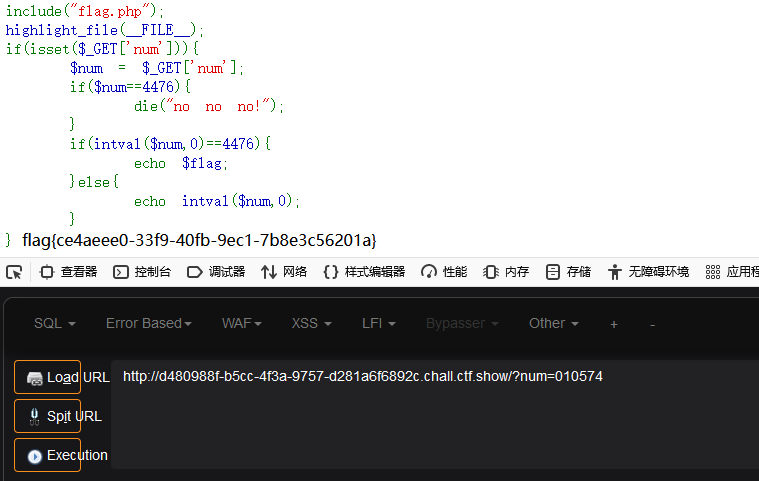 include("flag.php");
highlight_file(__FILE__);
if(isset($_GET['num'])){
        $num  =  $_GET['num'];
        if($num==4476){
                die("no  no  no!");
        }
        if(intval($num,0)==4476){
                echo  $flag;
        }else{
                echo  intval($num,0);
        }
}  flag{ce4aeee0-33f9-40fb-9ec1-7b8e3c56201a}
查看器 控制台 调试器 网络 样式编辑器 性能 内存 存储 无障碍环境 应用程
SQL Error Based WAF XSS LFI Bypasser Other + -
Load URL http://d480988f-b5cc-4f3a-9757-d281a6f6892c.chall.ctf.show/?num=010574
Split URL
Execution